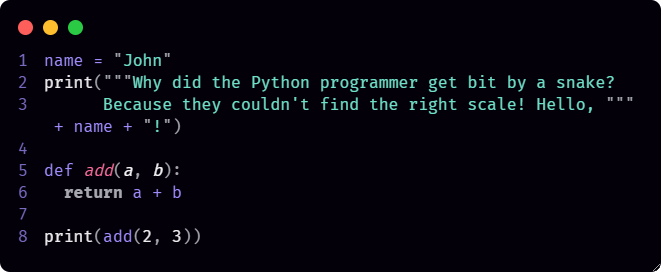 1 name = "John"
2 print("""Why did the Python programmer get bit by a snake?
3       Because they couldn't find the right scale! Hello, """
 + name + "!")
4
5 def add(a, b):
6   return a + b
7
8 print(add(2, 3))